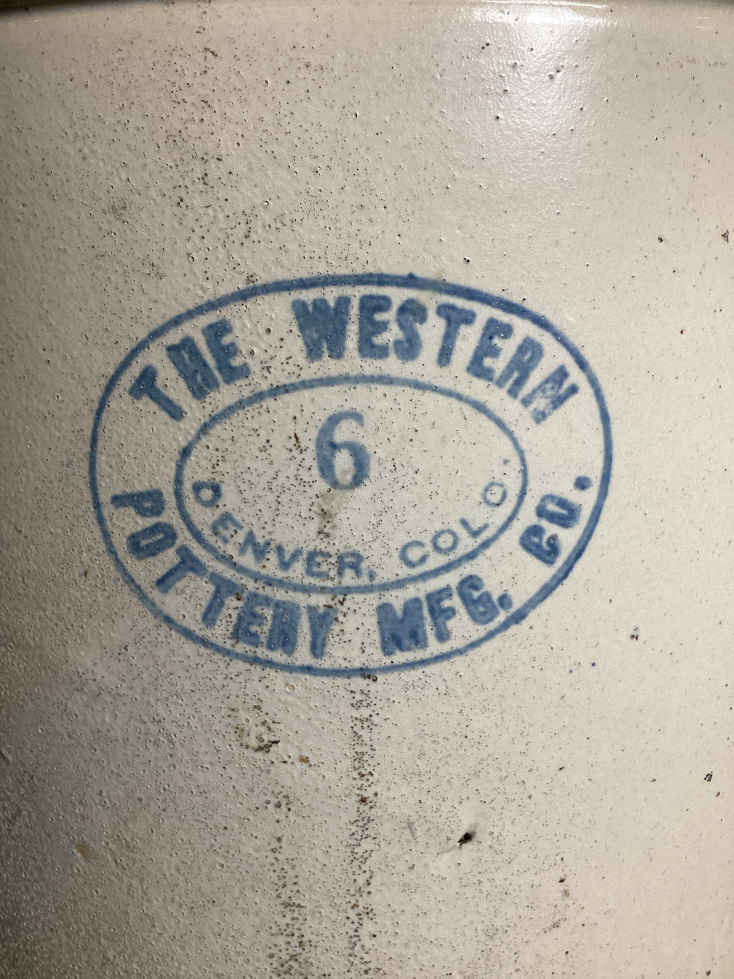 THE WESTERN
6
DENVER, COLO.
POTTERY MFG. CO.